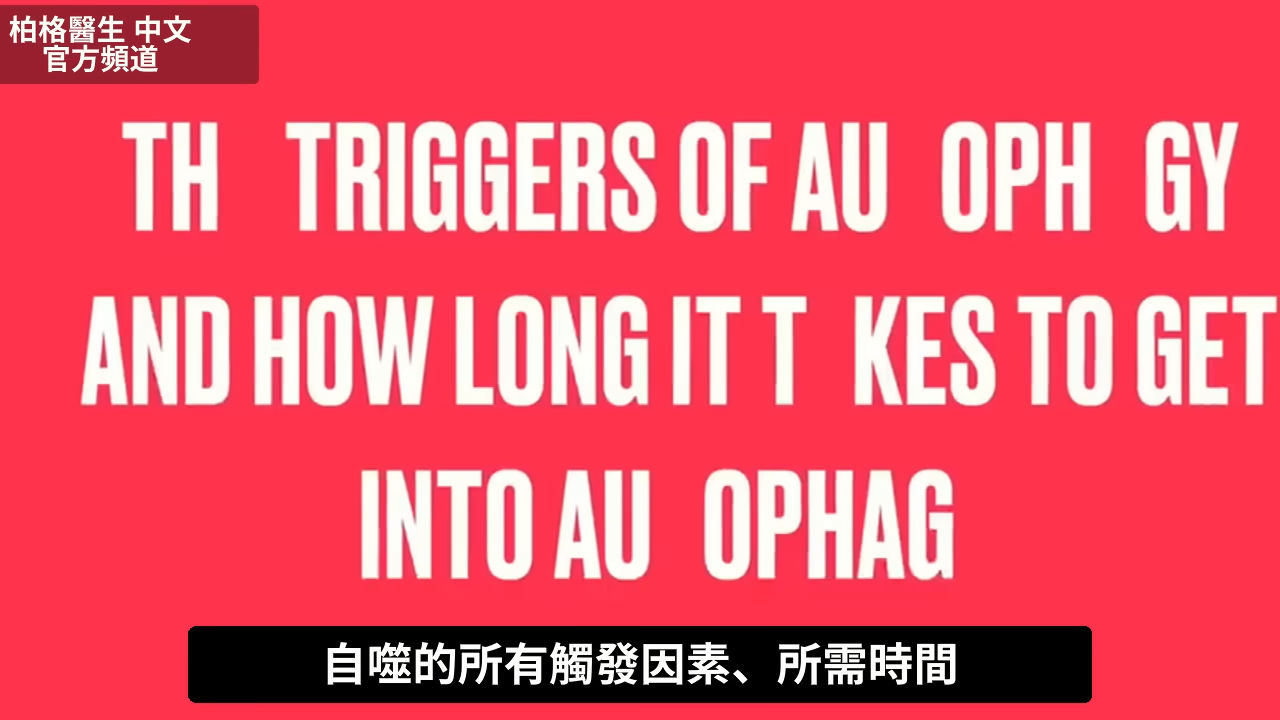 柏格醫生 中文
官方頻道
TH TRIGGERS OF AU OPH GY
AND HOW LONG IT T KES TO GET
INTO AU OPHAG
自噬的所有觸發因素、所需時間